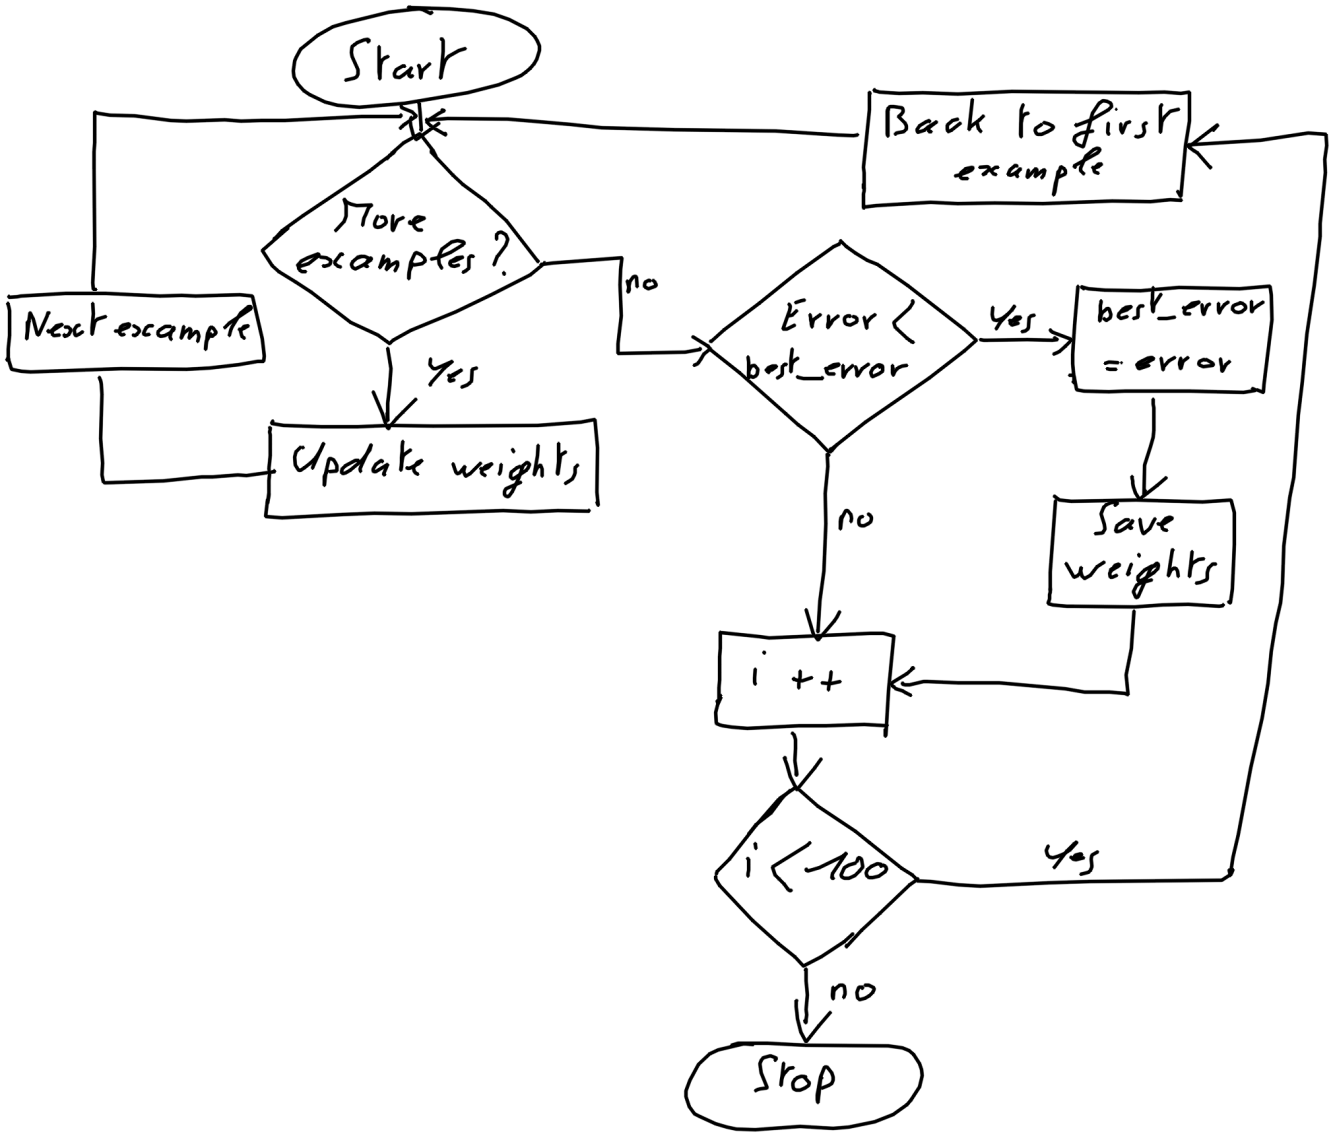 Start
Back to first
example
More
examples?
no
Next example
Yes
Update weights
Error <
best_error
Yes
best_error
= error
no
Save
weights
i ++
i < 100
Yes
no
Stop